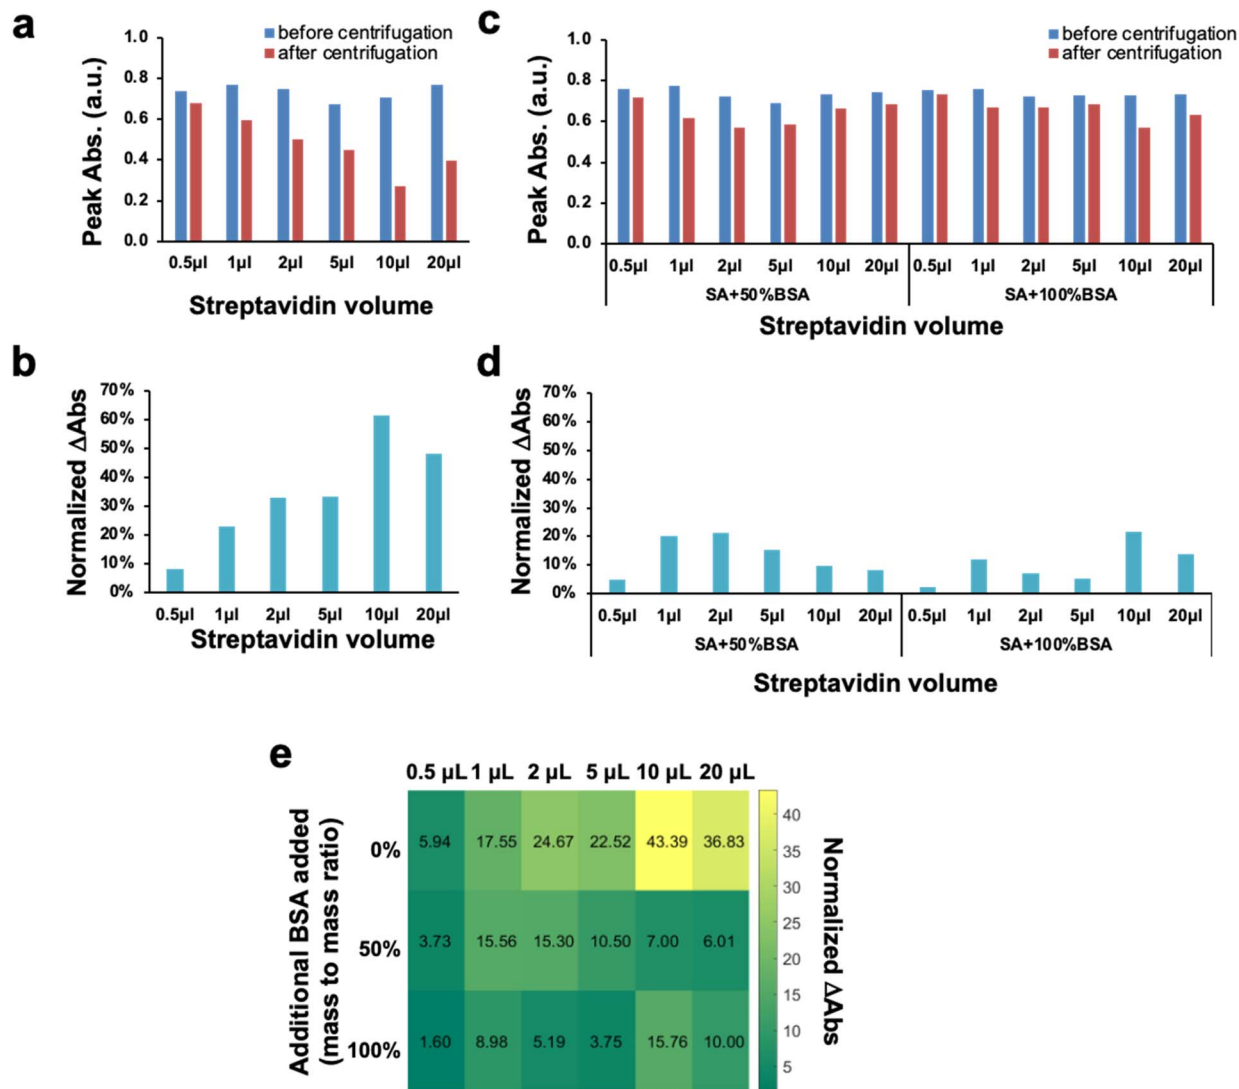 a
before centrifugation
after centrifugation
Peak Abs. (a.u.)
1.0
0.8
0.6
0.4
0.2
0.0
0.5µl 1µl 2µl 5µl 10µl 20µl
Streptavidin volume
c
before centrifugation
after centrifugation
Peak Abs. (a.u.)
1.0
0.8
0.6
0.4
0.2
0.0
0.5µl 1µl 2µl 5µl 10µl 20µl 0.5µl 1µl 2µl 5µl 10µl 20µl
SA+50%BSA SA+100%BSA
Streptavidin volume
b
Normalized ΔAbs
70%
60%
50%
40%
30%
20%
10%
0%
0.5µl 1µl 2µl 5µl 10µl 20µl
Streptavidin volume
d
Normalized ΔAbs
70%
60%
50%
40%
30%
20%
10%
0%
0.5µl 1µl 2µl 5µl 10µl 20µl 0.5µl 1µl 2µl 5µl 10µl 20µl
SA+50%BSA SA+100%BSA
Streptavidin volume
e
0.5 µL 1 µL 2 µL 5 µL 10 µL 20 µL
Additional BSA added
(mass to mass ratio)
0% 5.94 17.55 24.67 22.52 43.39 36.83
50% 3.73 15.56 15.30 10.50 7.00 6.01
100% 1.60 8.98 5.19 3.75 15.76 10.00
40
35
30
25
20
15
10
5
Normalized ΔAbs